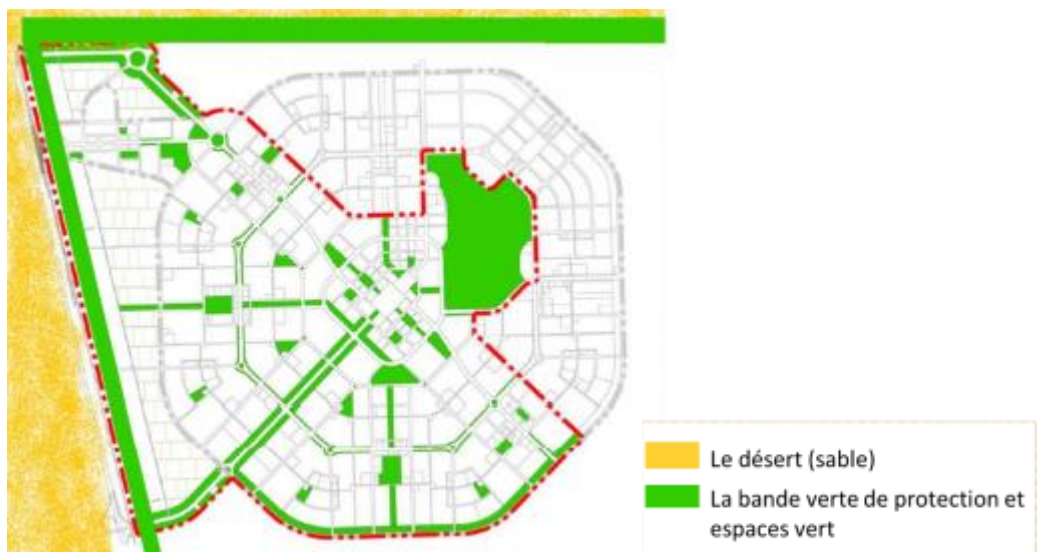 Le désert (sable)
La bande verte de protection et
espaces vert